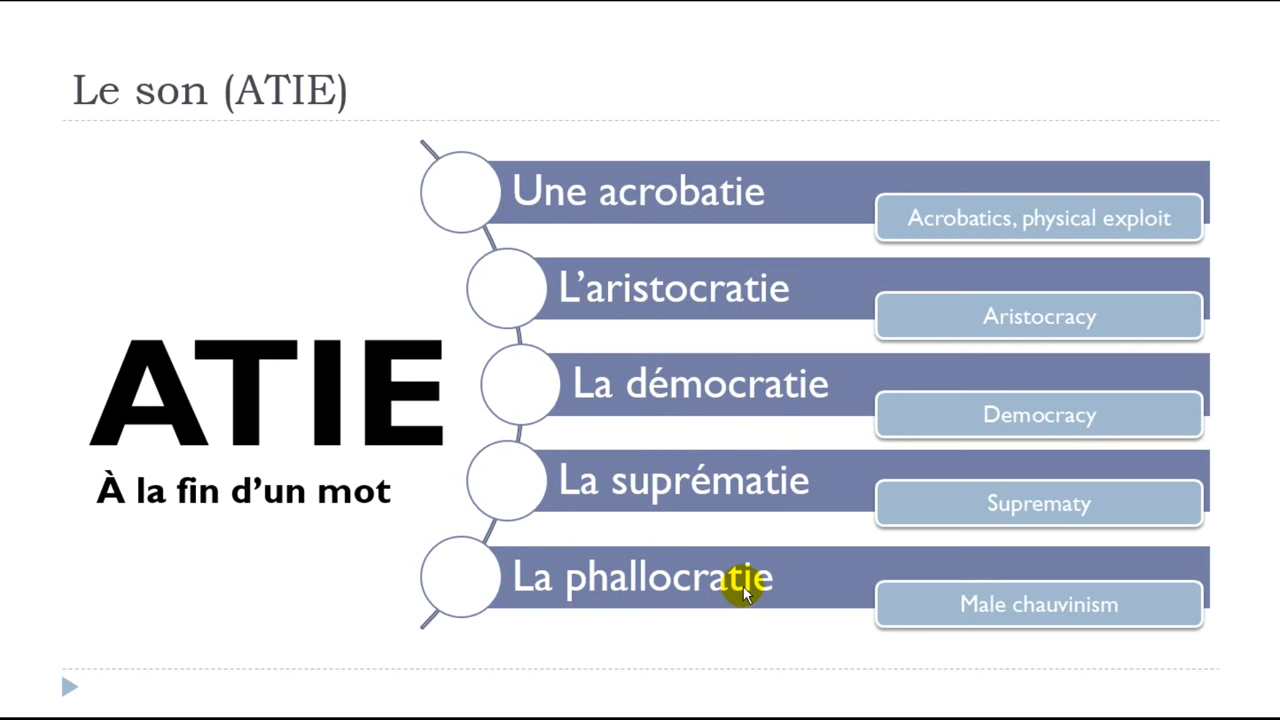 Le son (ATIE)
ATIE
À la fin d’un mot
Une acrobatie
Acrobatics, physical exploit
L’aristocratie
Aristocracy
La démocratie
Democracy
La suprématie
Suprematy
La phallocratie
Male chauvinism